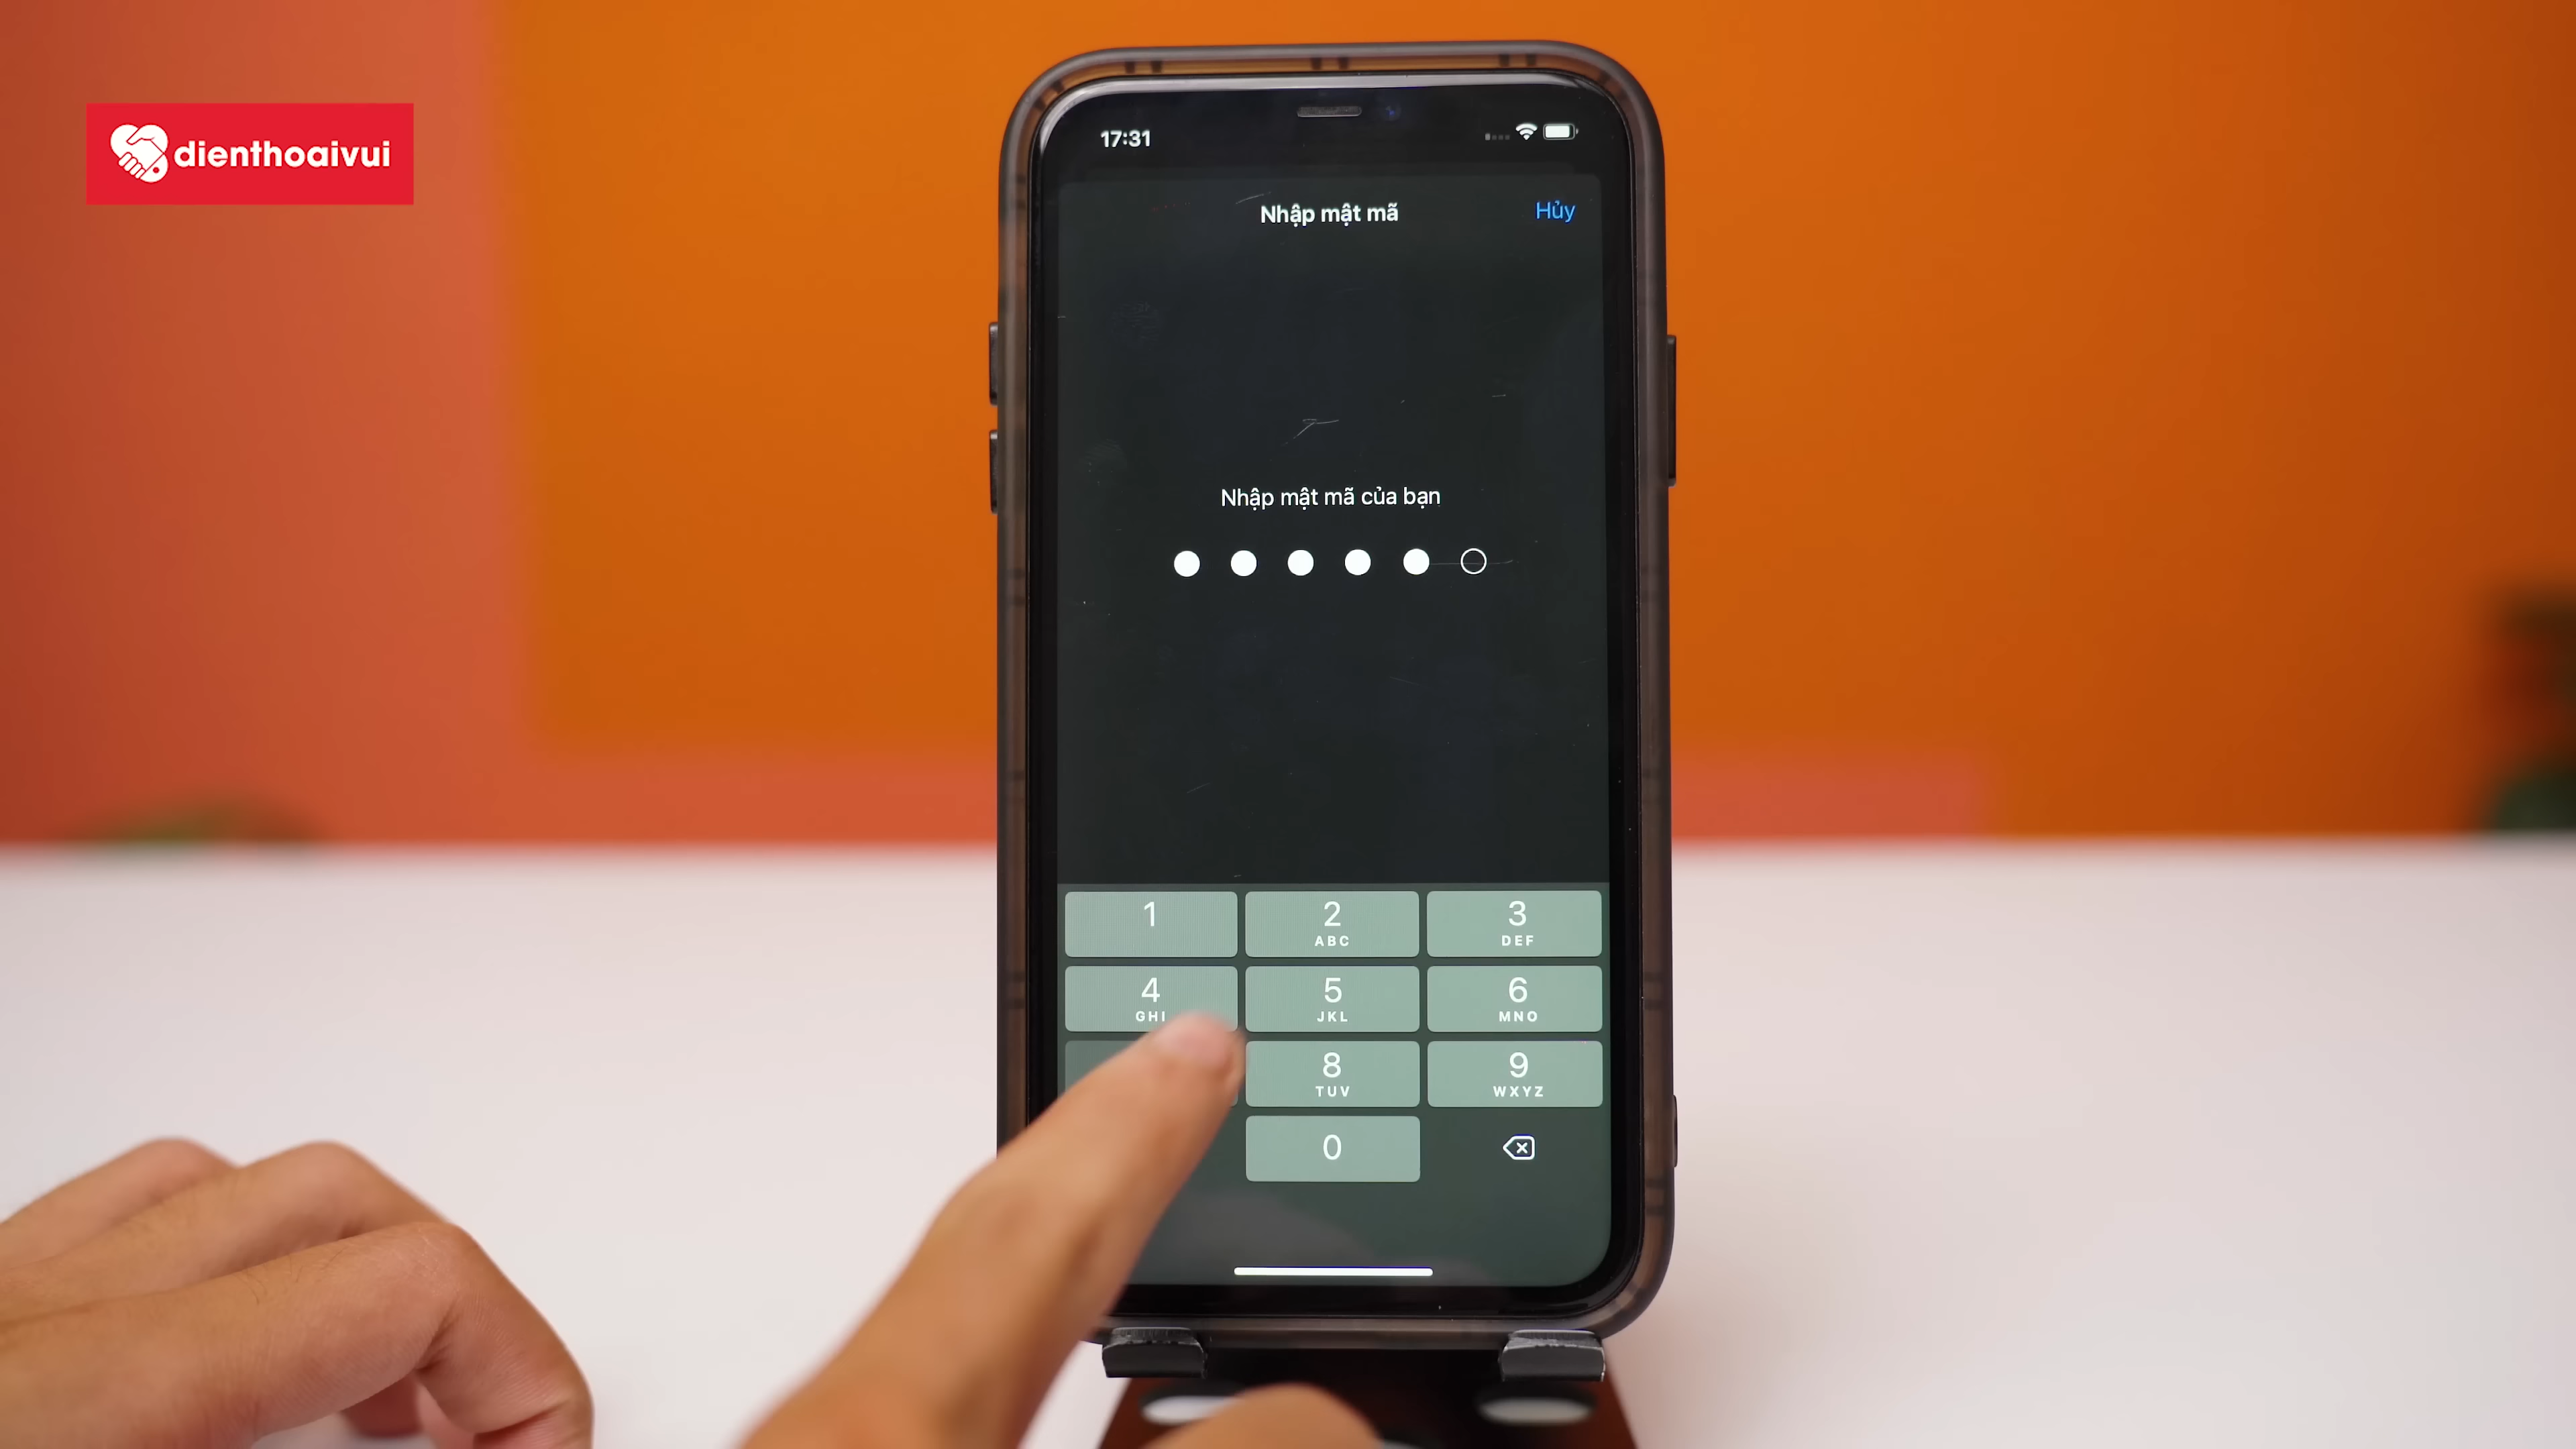 dienthoaivui
17:31
Nhập mật mã
Hủy
Nhập mật mã của bạn
1
2
ABC
3
DEF
4
GHI
5
JKL
6
MNO
8
TUV
9
WXYZ
0